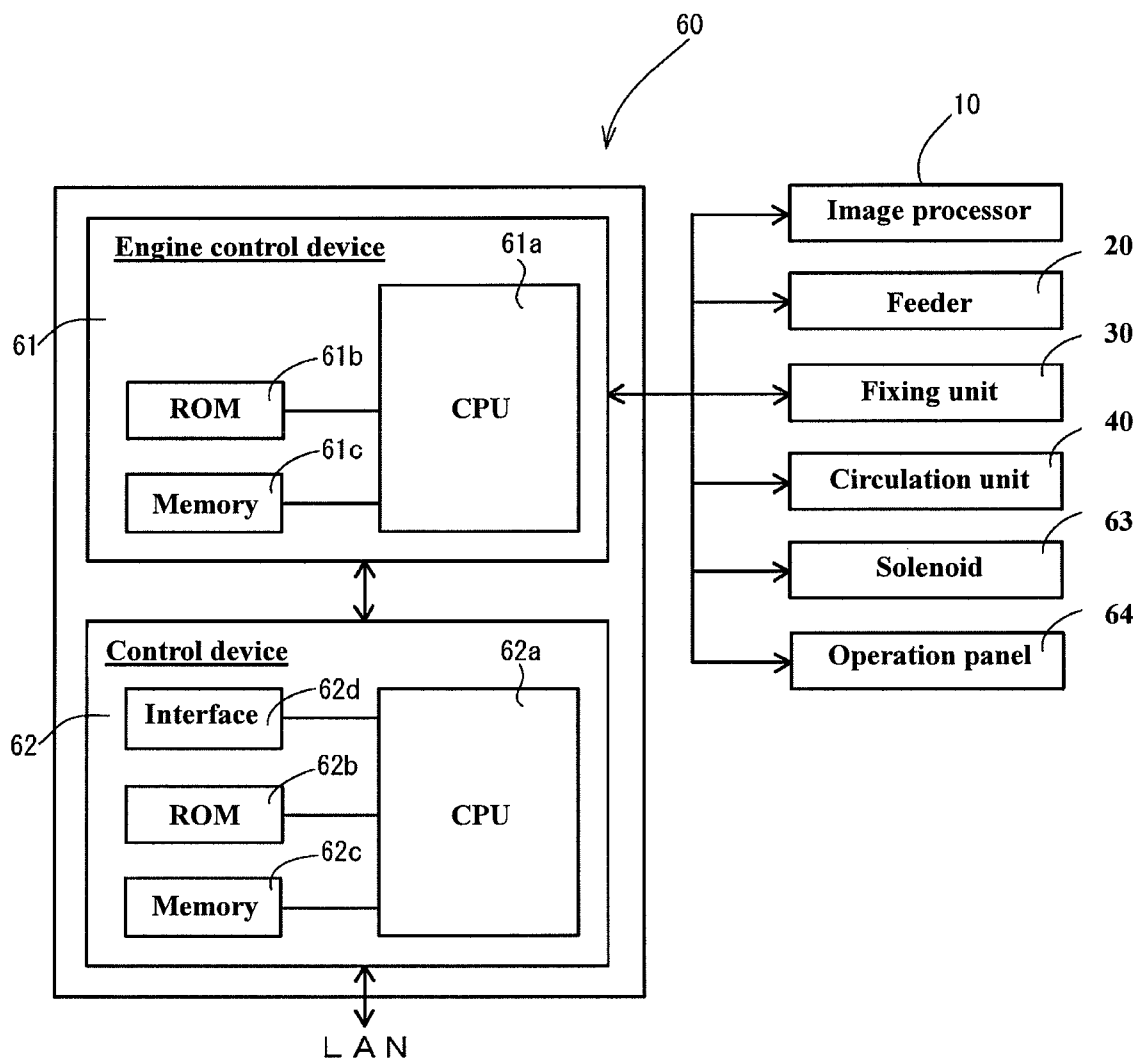 60
10
Image processor
Engine control device
61a
20
Feeder
61
61b
30
ROM
CPU
Fixing unit
61c
40
Memory
Circulation unit
63
Solenoid
64
Control device
62a
Operation panel
Interface
62d
62
62b
ROM
CPU
62c
Memory
LAN